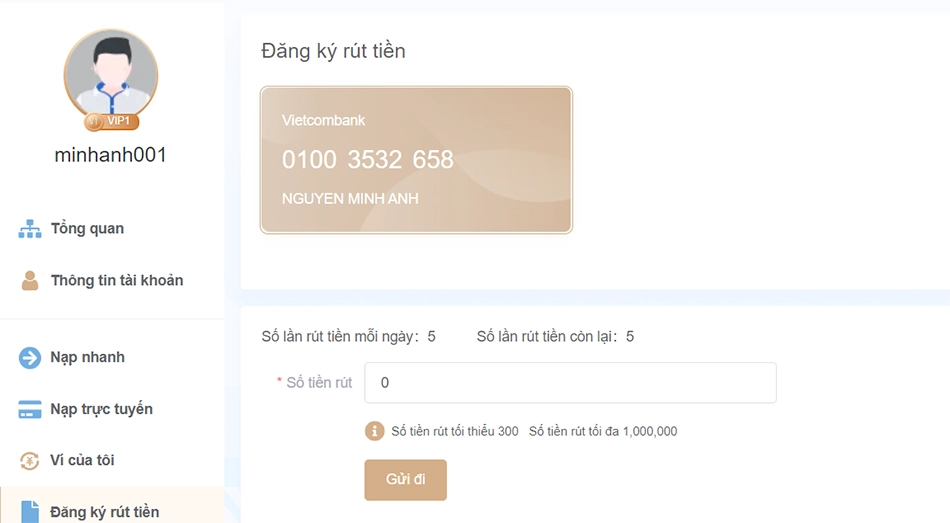 VIP1
minhanh001
Tổng quan
Thông tin tài khoản
Nạp nhanh
Nạp trực tuyến
Ví của tôi
Đăng ký rút tiền
Đăng ký rút tiền
Vietcombank
0100 3532 658
NGUYEN MINH ANH
Số lần rút tiền mỗi ngày: 5 Số lần rút tiền còn lại: 5
* Số tiền rút 0
Số tiền rút tối thiểu 300 Số tiền rút tối đa 1,000,000
Gửi đi